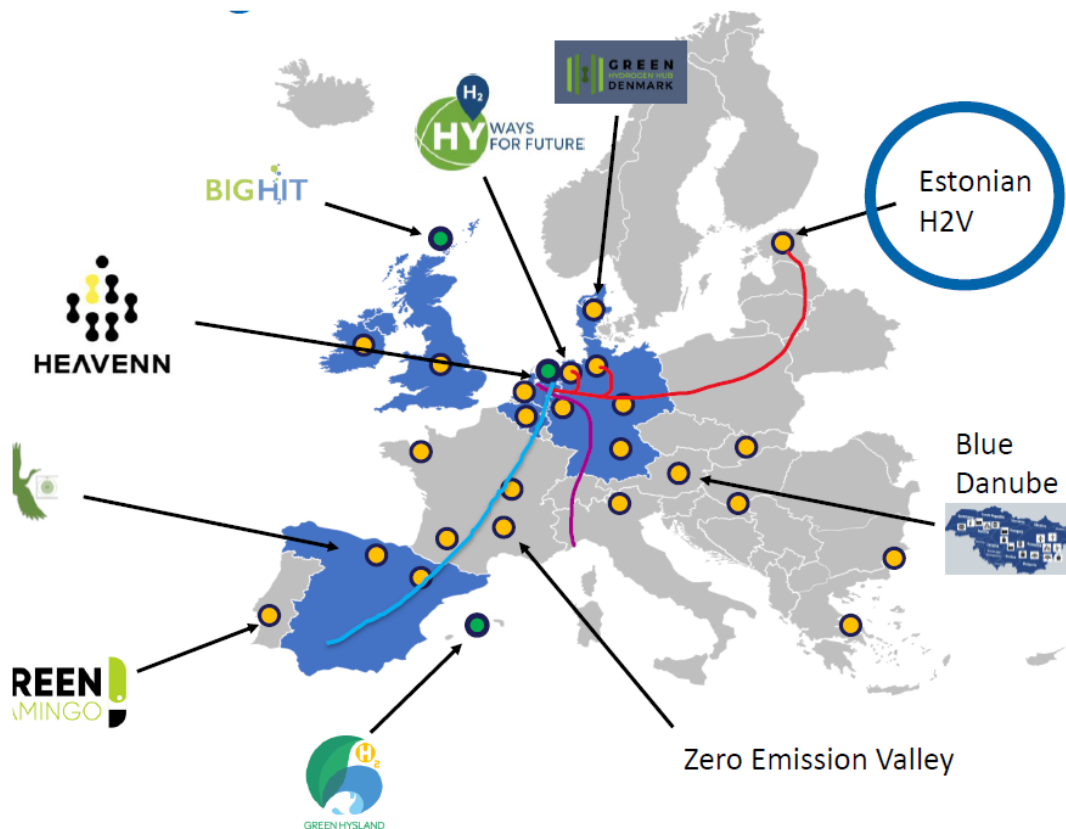 GREEN
HYDROGEN HUB
DENMARK
H2
HY WAYS
FOR FUTURE
BIGHIT
Estonian
H2V
HEAVENN
Blue
Danube
REEN
AMINGO
Zero Emission Valley
H2
GREEN HYSLAND